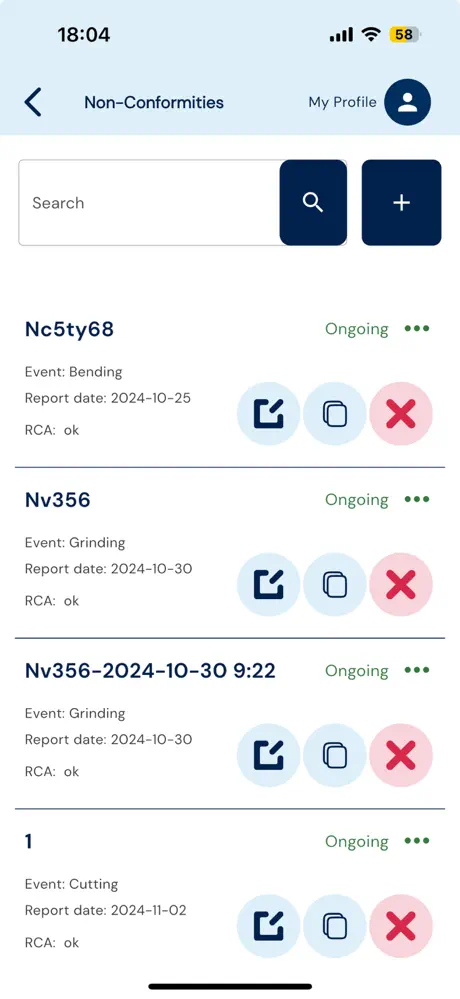 18:04
58
Non-Conformities
My Profile
Search
Nc5ty68
Ongoing
Event: Bending
Report date: 2024-10-25
RCA: ok
Nv356
Ongoing
Event: Grinding
Report date: 2024-10-30
RCA: ok
Nv356-2024-10-30 9:22
Ongoing
Event: Grinding
Report date: 2024-10-30
RCA: ok
1
Ongoing
Event: Cutting
Report date: 2024-11-02
RCA: ok